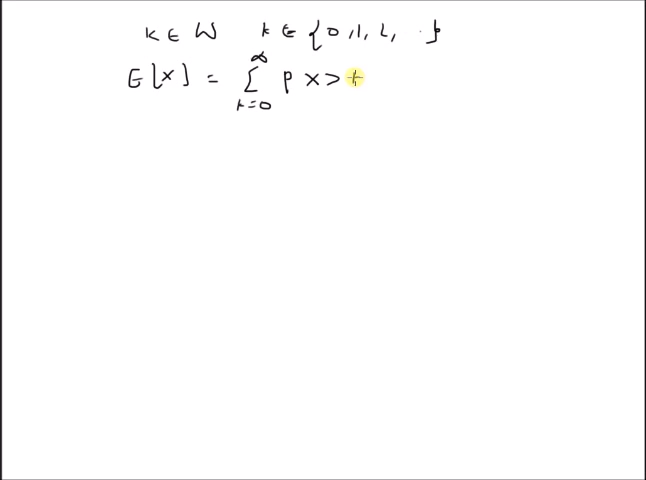 k ∈ W k ∈ {0, 1, 2, . }
E[x] = ∑_{k=0}^{∞} P x > k